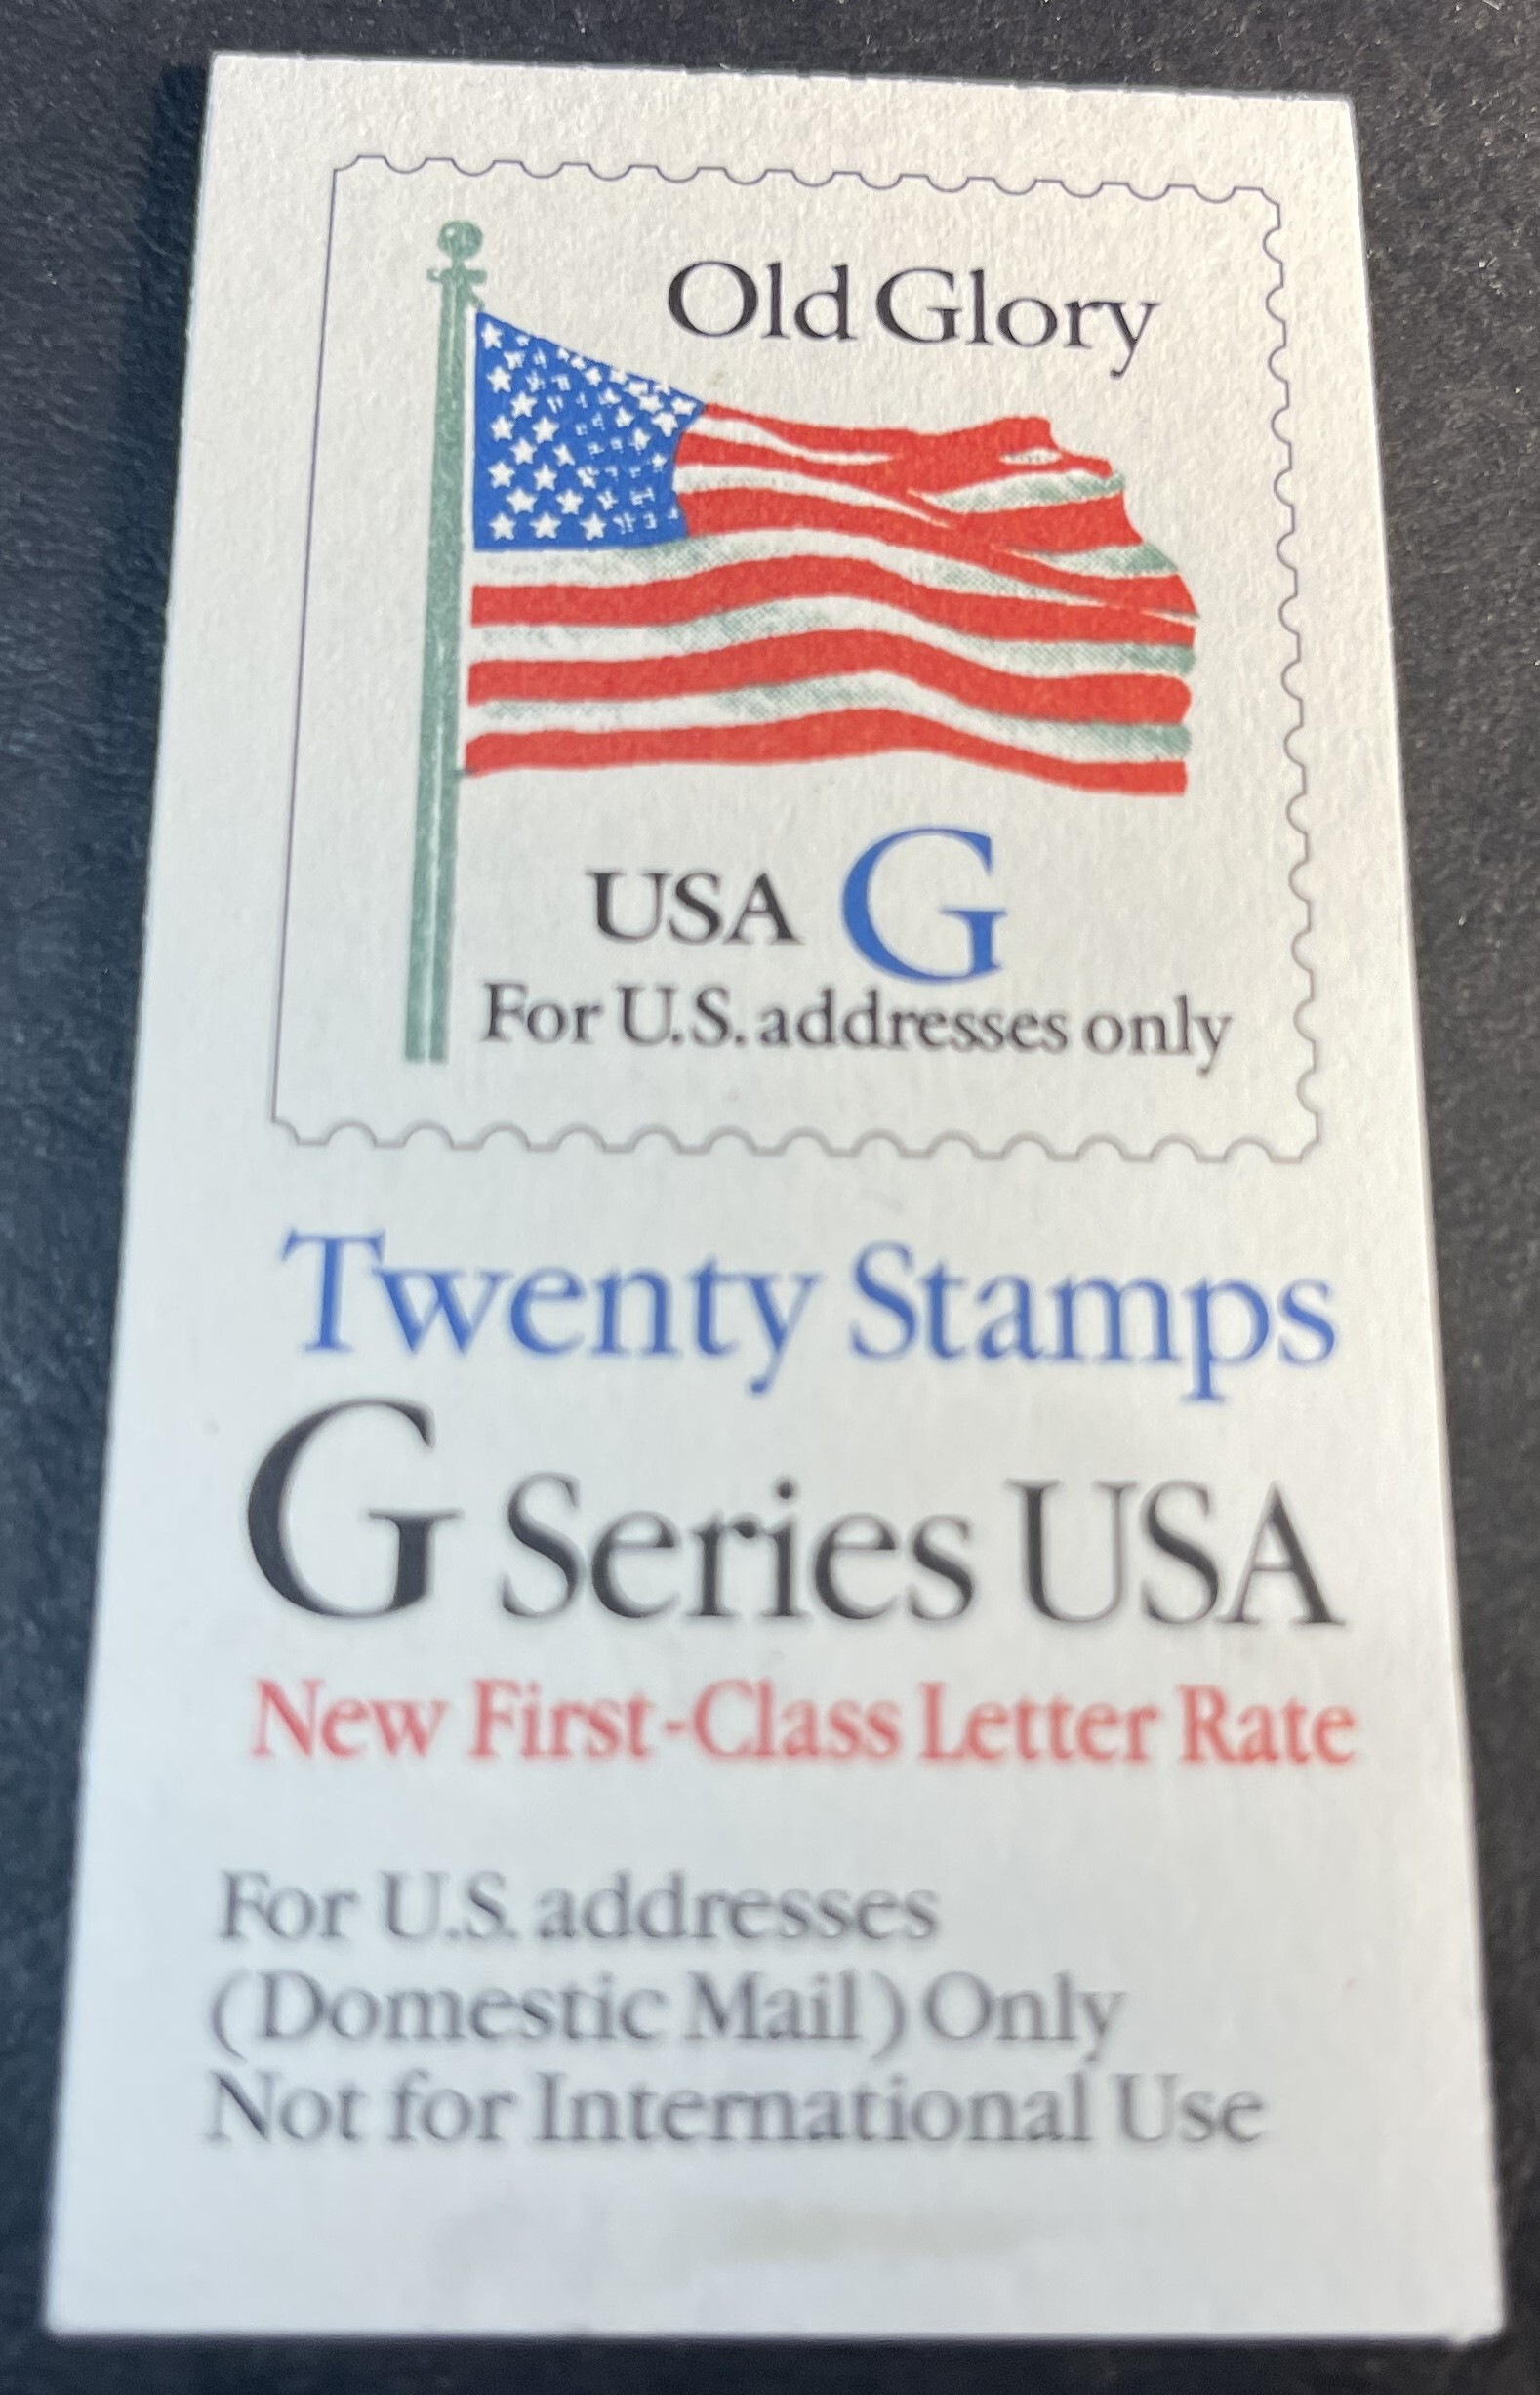 Old Glory
USA G
For U.S. addresses only
Twenty Stamps
G Series USA
New First-Class Letter Rate
For U.S. addresses
(Domestic Mail) Only
Not for International Use